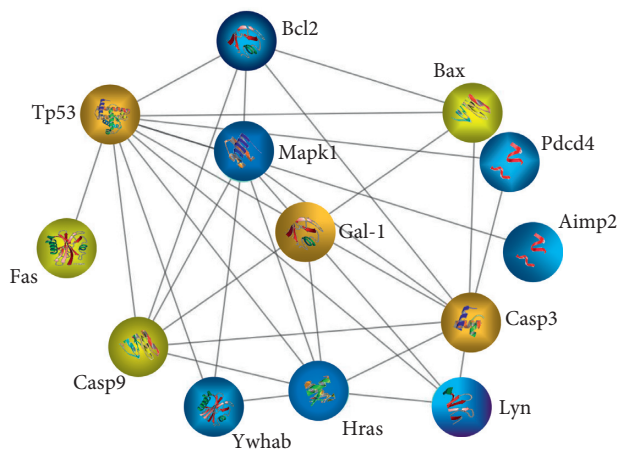 Bcl2
Bax
Tp53
Pdcd4
Mapk1
Aimp2
Gal-1
Fas
Casp3
Casp9
Lyn
Hras
Ywhab